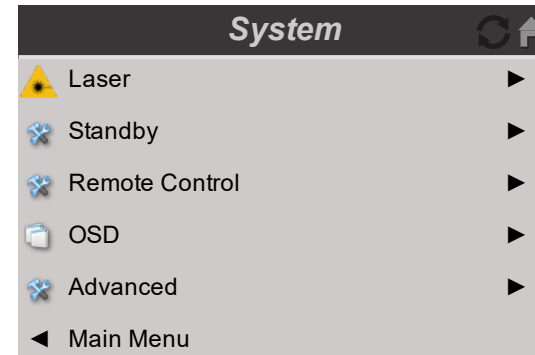 System
Laser
Standby
Remote Control
OSD
Advanced
Main Menu